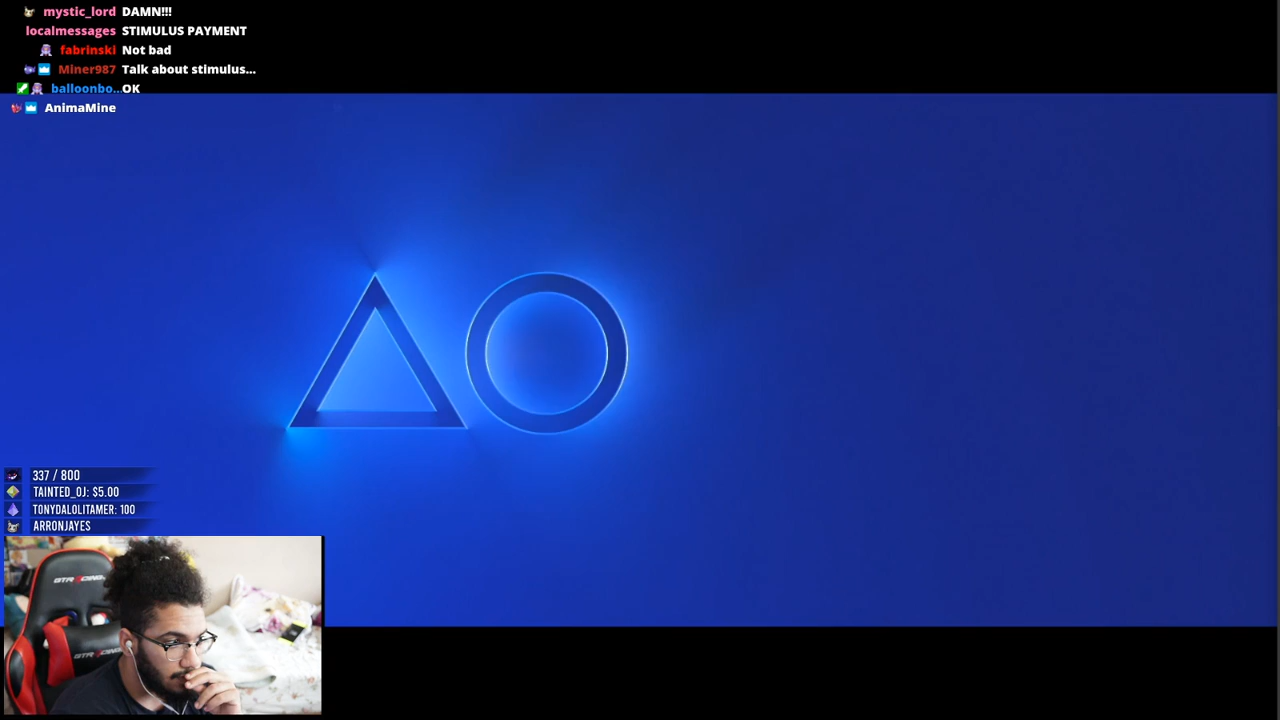 mystic_lord DAMN!!!
localmessages STIMULUS PAYMENT
fabrinski Not bad
Miner987 Talk about stimulus...
balloonbo... OK
AnimaMine
337 / 800
TAINTED_OJ: $5.00
TONYDALOLITAMER: 100
ARRONJAYES
GTRACING